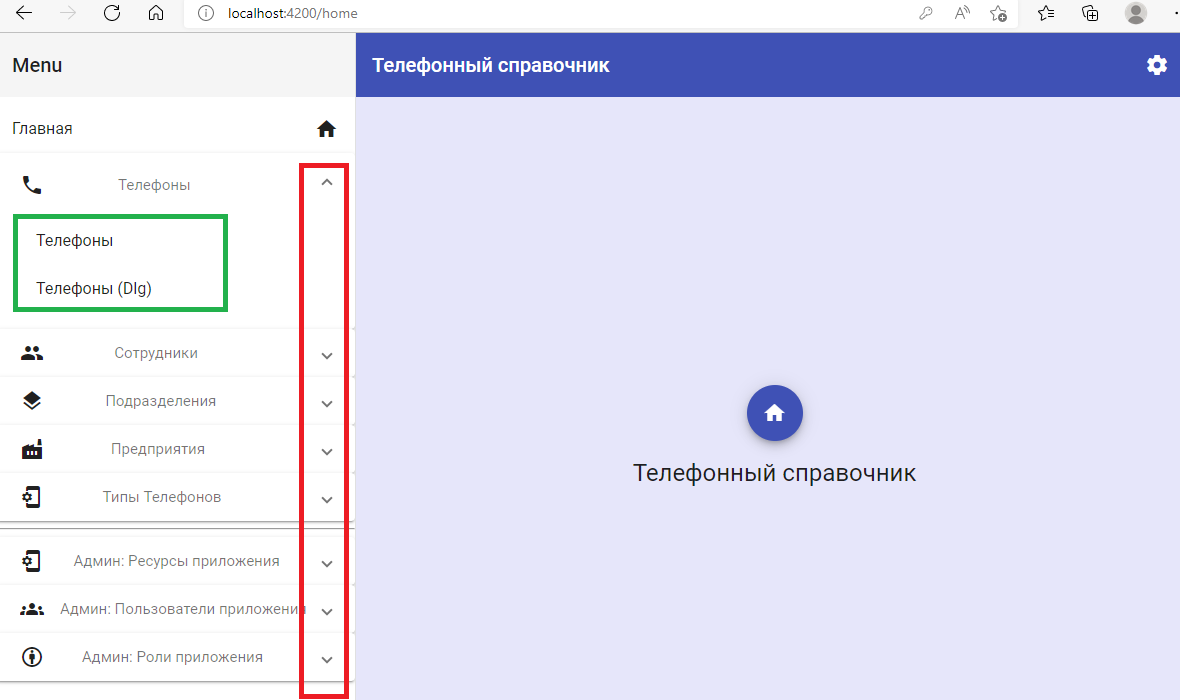 localhost:4200/home
Menu
Телефонный справочник
Главная
Телефоны
Телефоны
Телефоны (Dlg)
Сотрудники
Подразделения
Предприятия
Типы Телефонов
Админ: Ресурсы приложения
Админ: Пользователи приложения
Админ: Роли приложения
Телефонный справочник